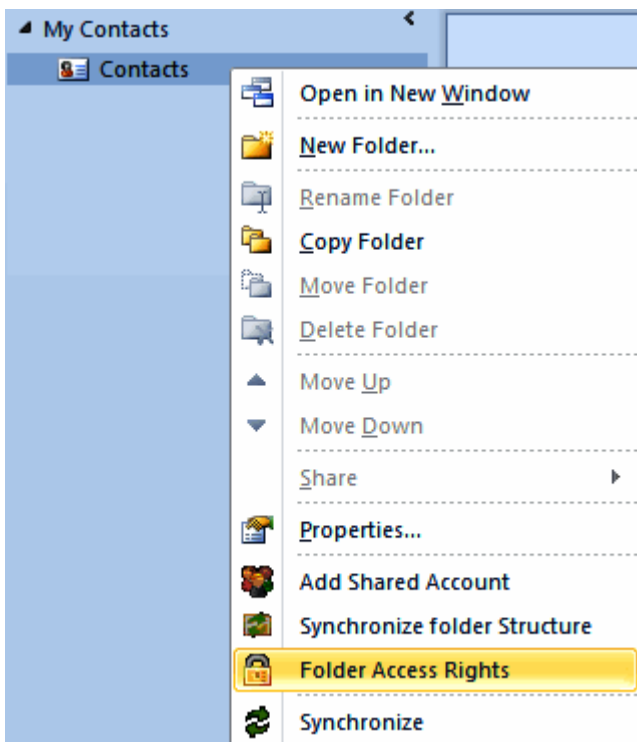 My Contacts
Contacts
Open in New Window
New Folder...
Rename Folder
Copy Folder
Move Folder
Delete Folder
Move Up
Move Down
Share
Properties...
Add Shared Account
Synchronize folder Structure
Folder Access Rights
Synchronize